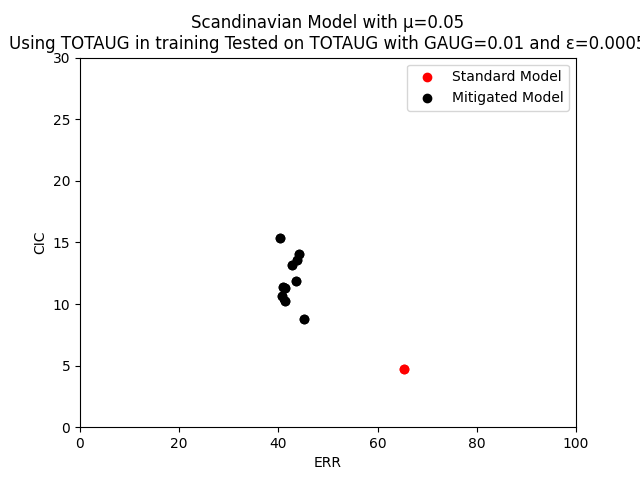 Scandinavian Model with μ=0.05
Using TOTAUG in training Tested on TOTAUG with GAUG=0.01 and ε=0.0005
30
25
20
15
10
5
0
CIC
Standard Model
Mitigated Model
0 20 40 60 80 100
ERR